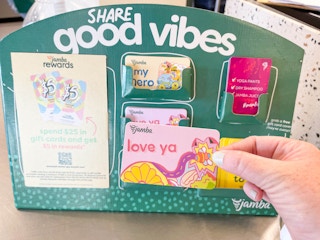 SHARE
good vibes
jamba
rewards
spend $25 in
gift cards and get
$5 in rewards
jamba
my
hero
YOGA PANTS
DRY SHAMPOO
JAMBA JUICE
jamba
love ya
jamba